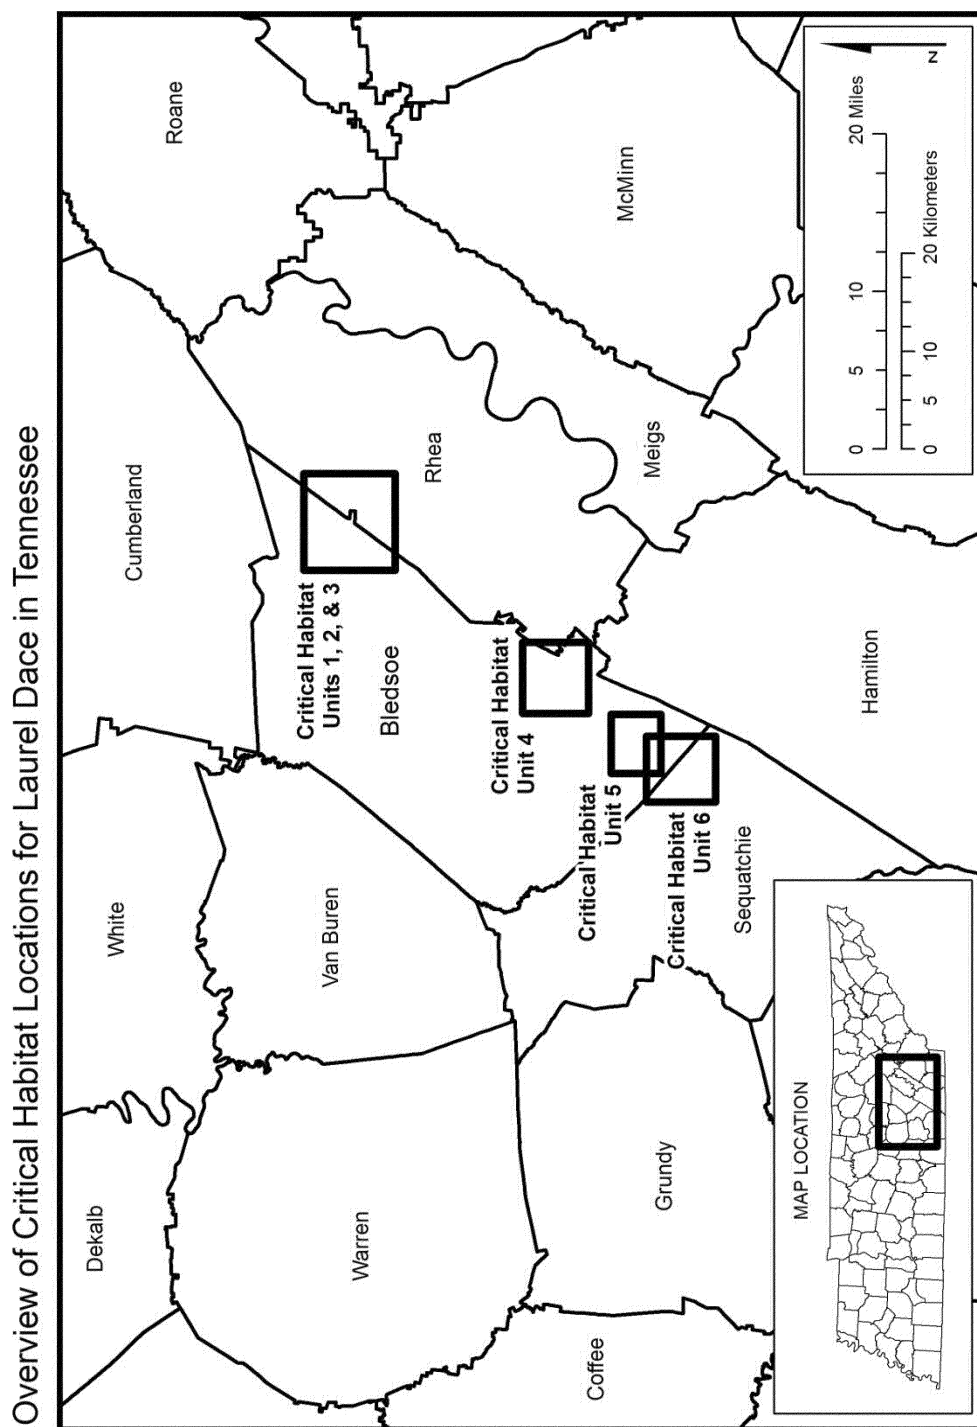 Overview of Critical Habitat Locations for Laurel Dace in Tennessee
Dekalb
White
Cumberland
Roane
Warren
Van Buren
Critical Habitat
Units 1, 2, & 3
Bledsoe
Rhea
Critical Habitat
Unit 4
Critical Habitat
Unit 5
Critical Habitat
Unit 6
Coffee
Grundy
Sequatchie
Meigs
McMinn
Hamilton
MAP LOCATION
0 5 10 20 Miles
0 5 10 20 Kilometers
N